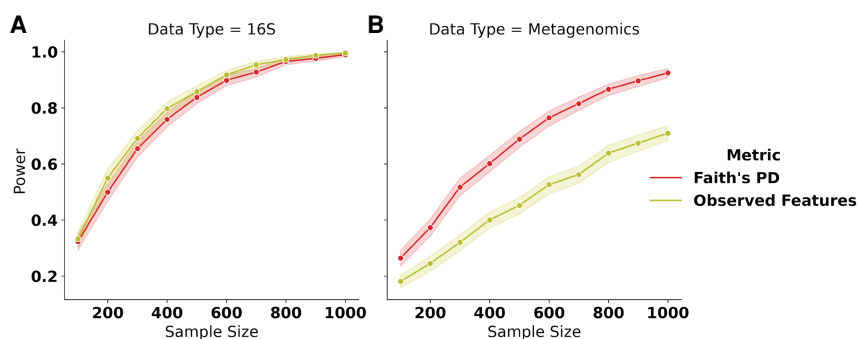 A
Data Type = 16S
B
Data Type = Metagenomics
1.0
0.8
0.6
0.4
0.2
Power
200 400 600 800 1000
Sample Size
200 400 600 800 1000
Sample Size
Metric
Faith's PD
Observed Features